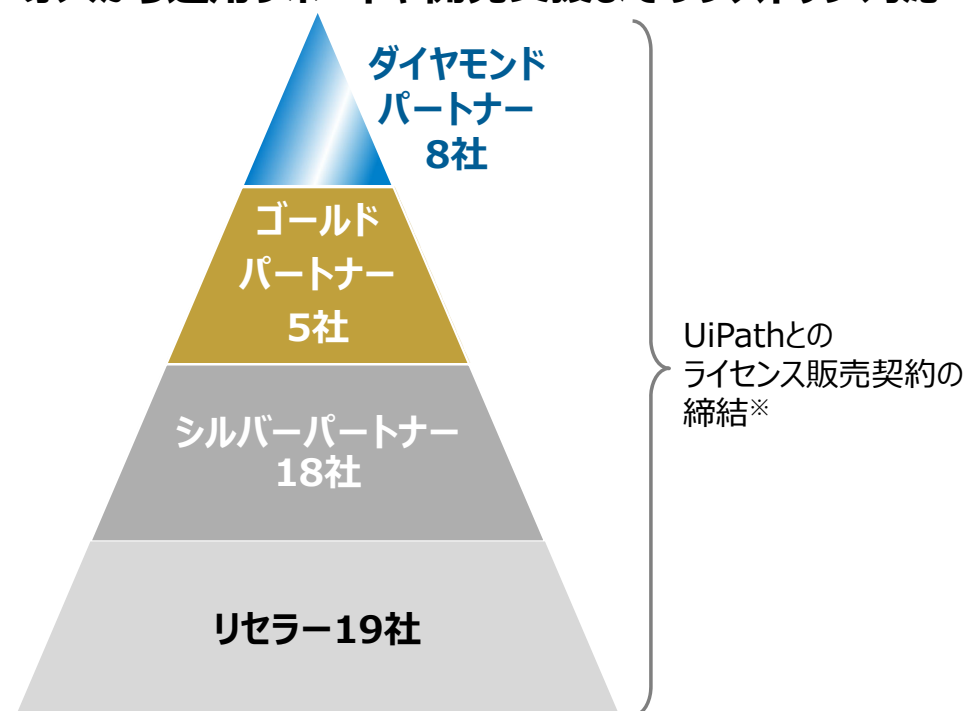 ダイヤモンド
パートナー
8社
ゴールド
パートナー
5社
シルバーパートナー
18社
リセラー19社
UiPathとの
ライセンス販売契約の
締結※